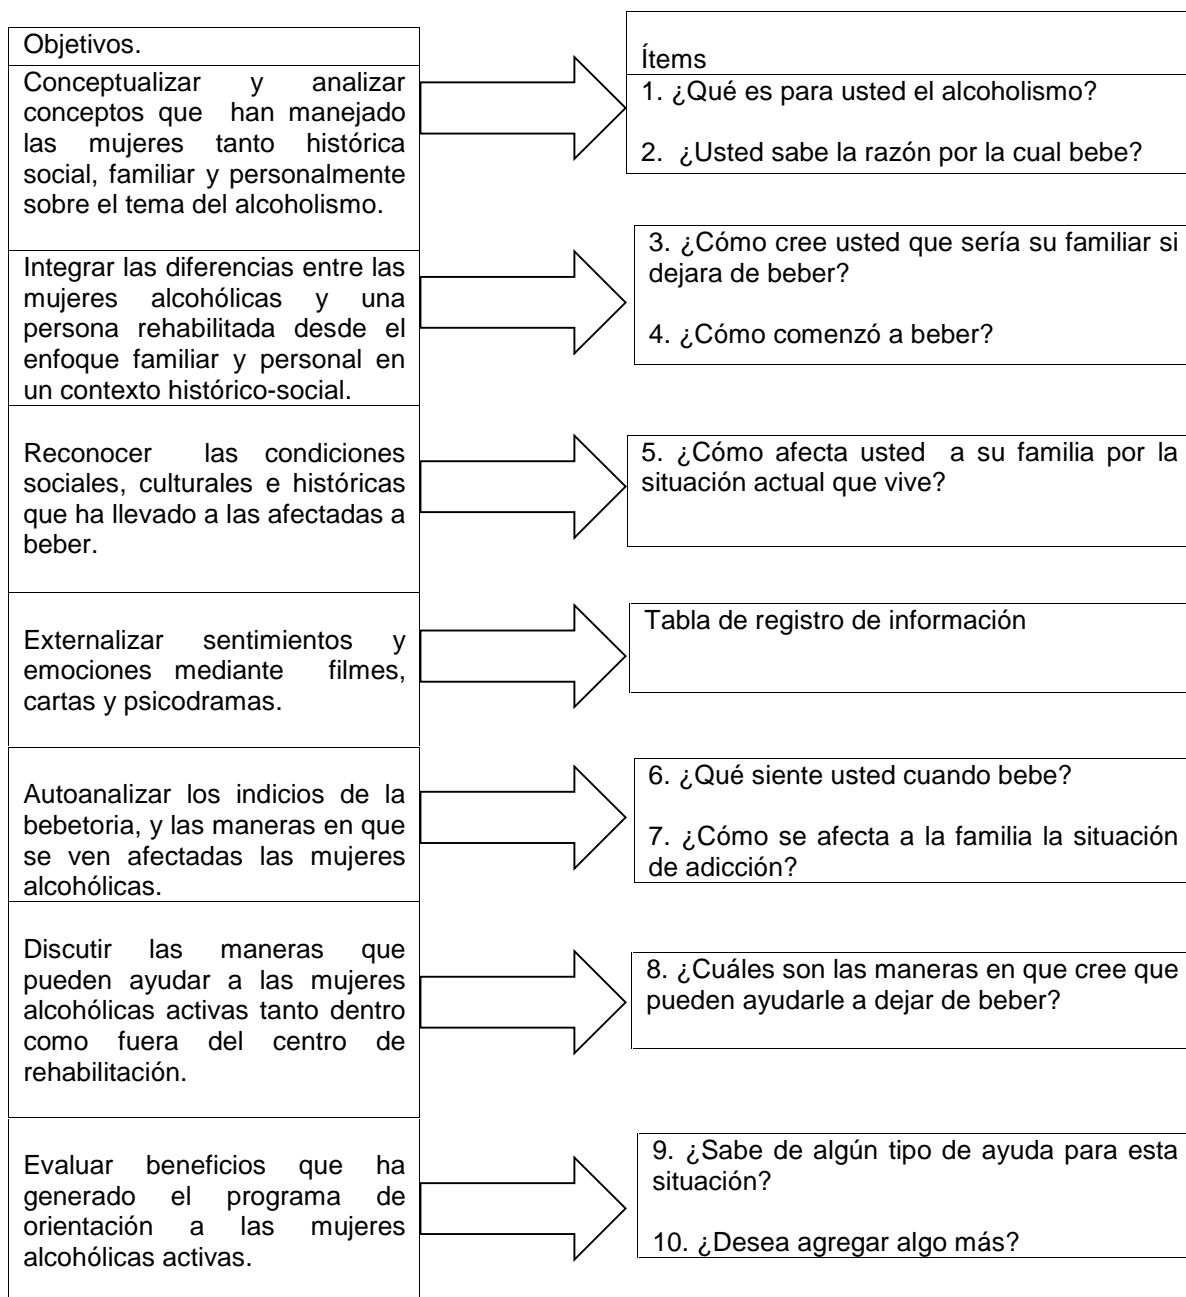 Objetivos.
Ítems
Conceptualizar y analizar
conceptos que han manejado
las mujeres tanto histórica
social, familiar y personalmente
sobre el tema del alcoholismo.
1. ¿Qué es para usted el alcoholismo?
2. ¿Usted sabe la razón por la cual bebe?
Integrar las diferencias entre las
mujeres alcohólicas y una
persona rehabilitada desde el
enfoque familiar y personal en
un contexto histórico-social.
3. ¿Cómo cree usted que sería su familiar si
dejara de beber?
4. ¿Cómo comenzó a beber?
Reconocer las condiciones
sociales, culturales e históricas
que ha llevado a las afectadas a
beber.
5. ¿Cómo afecta usted a su familia por la
situación actual que vive?
Externalizar sentimientos y
emociones mediante filmes,
cartas y psicodramas.
Tabla de registro de información
Autoanalizar los indicios de la
bebetoria, y las maneras en que
se ven afectadas las mujeres
alcohólicas.
6. ¿Qué siente usted cuando bebe?
7. ¿Cómo se afecta a la familia la situación
de adicción?
Discutir las maneras que
pueden ayudar a las mujeres
alcohólicas activas tanto dentro
como fuera del centro de
rehabilitación.
8. ¿Cuáles son las maneras en que cree que
pueden ayudarle a dejar de beber?
Evaluar beneficios que ha
generado el programa de
orientación a las mujeres
alcohólicas activas.
9. ¿Sabe de algún tipo de ayuda para esta
situación?
10. ¿Desea agregar algo más?